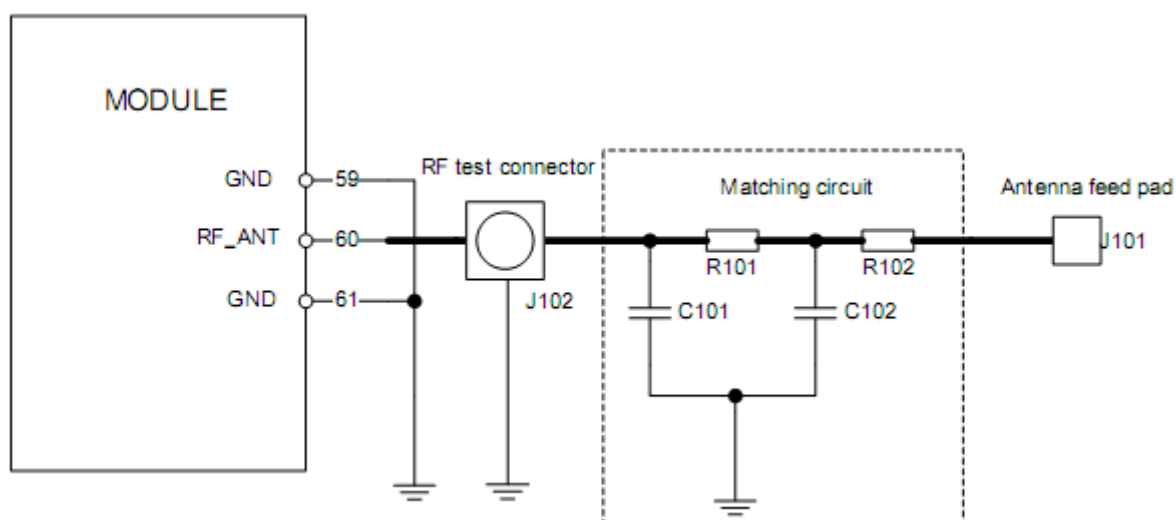 MODULE
GND
59
RF_ANT
60
GND
61
RF test connector
J102
Matching circuit
R101
R102
C101
C102
Antenna feed pad
J101